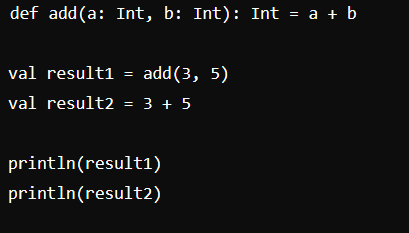 def add(a: Int, b: Int): Int = a + b
val result1 = add(3, 5)
val result2 = 3 + 5
println(result1)
println(result2)